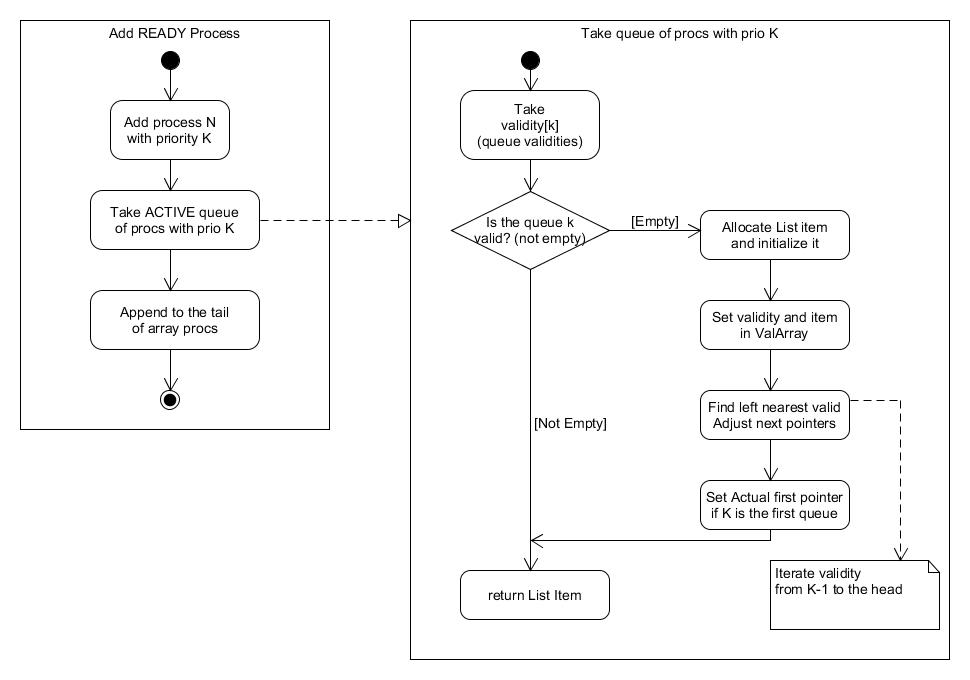 Add READY Process
Add process N
with priority K
Take ACTIVE queue
of procs with prio K
Append to the tail
of array procs
Take queue of procs with prio K
Take
validity[k]
(queue validities)
Is the queue k
valid? (not empty)
[Empty]
Allocate List item
and initialize it
Set validity and item
in ValArray
Find left nearest valid
Adjust next pointers
[Not Empty]
Set Actual first pointer
if K is the first queue
return List Item
Iterate validity
from K-1 to the head